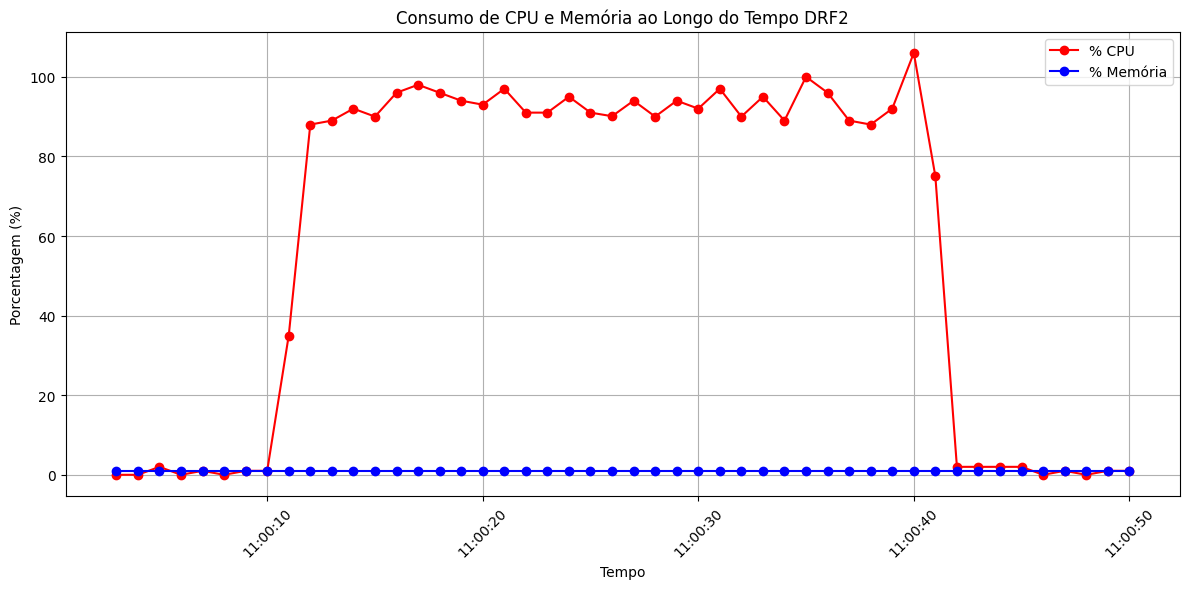 Consumo de CPU e Memória ao Longo do Tempo DRF2
% CPU
% Memória
Porcentagem (%)
100
80
60
40
20
0
11:00:10
11:00:20
11:00:30
11:00:40
11:00:50
Tempo